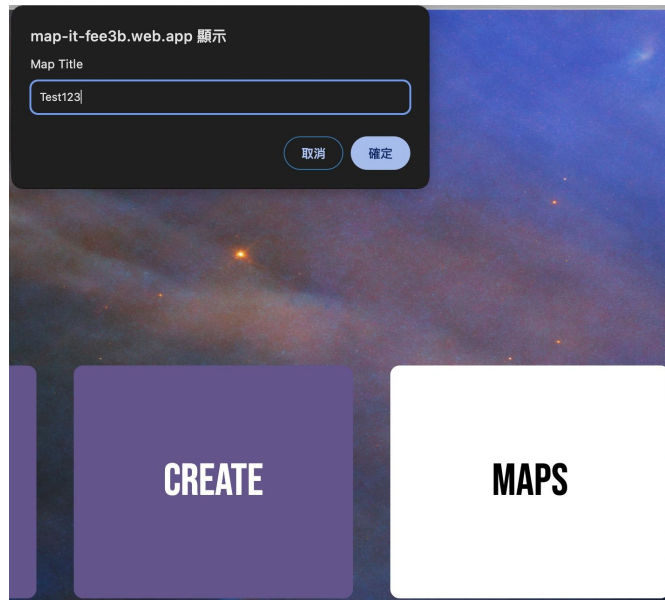 map-it-fee3b.web.app 顯示
Map Title
Test123
取消 確定
CREATE MAPS